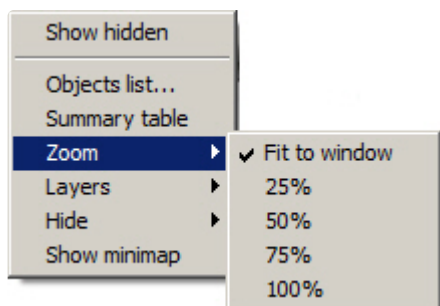 Show hidden
Objects list...
Summary table
Zoom
Layers
Hide
Show minimap
Fit to window
25%
50%
75%
100%